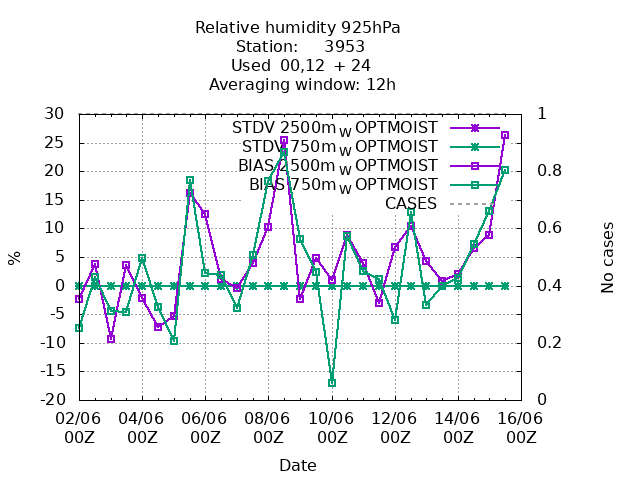 Relative humidity 925hPa
Station: 3953
Used 00,12 + 24
Averaging window: 12h
30 1
STDV 2500m W OPTMOIST
25
STDV 750m W OPTMOIST
BIAS 2500m W OPTMOIST
20 0.8
BIAS 750m W OPTMOIST
15
CASES
10 0.6
5
% No cases
0 0.4
-5
-10 0.2
-15
-20 0
02/06 04/06 06/06 08/06 10/06 12/06 14/06 16/06
00Z 00Z 00Z 00Z 00Z 00Z 00Z 00Z
Date